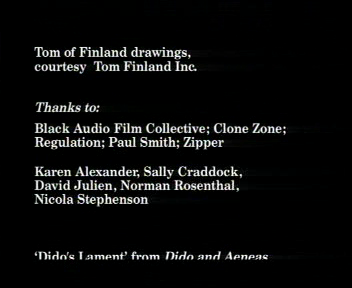 Tom of Finland drawings,
courtesy Tom Finland Inc.
Thanks to:
Black Audio Film Collective; Clone Zone;
Regulation; Paul Smith; Zipper
Karen Alexander, Sally Craddock,
David Julien, Norman Rosenthal,
Nicola Stephenson
'Dido's Lament' from Dido and Aeneas